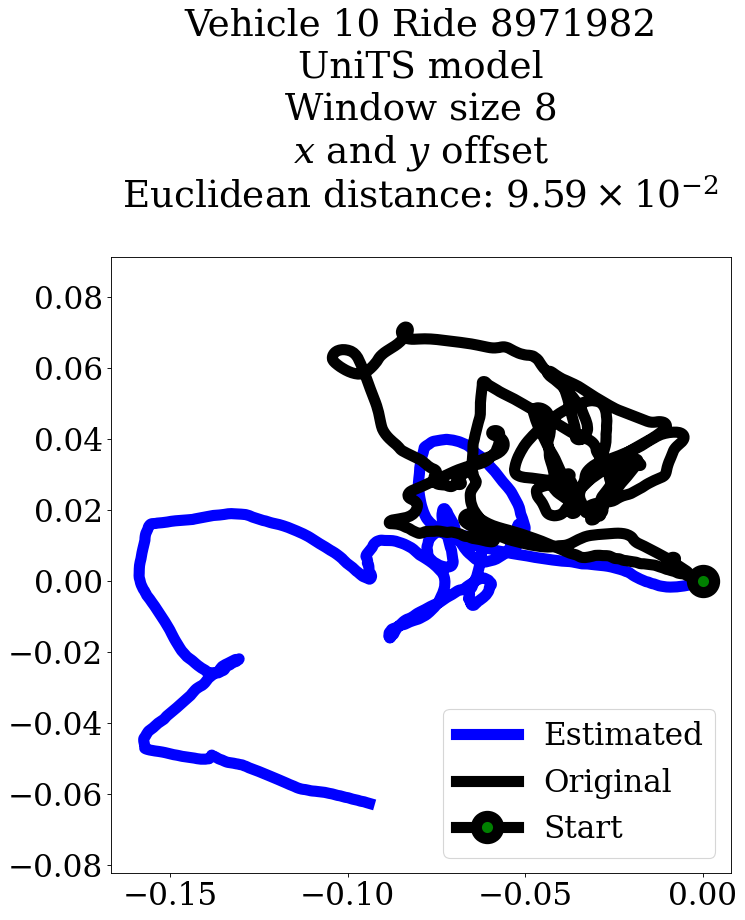 Vehicle 10 Ride 8971982
UniTS model
Window size 8
x and y offset
Euclidean distance: 9.59 × 10⁻²
0.08
0.06
0.04
0.02
0.00
−0.02
−0.04
−0.06
−0.08
Estimated
Original
Start
−0.15 −0.10 −0.05 0.00